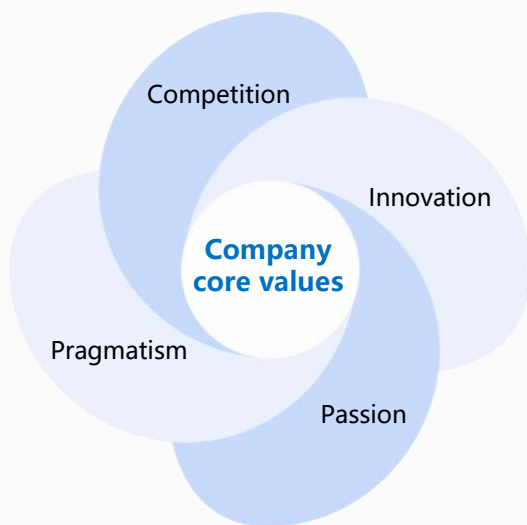 Competition
Innovation
Company
core values
Pragmatism
Passion